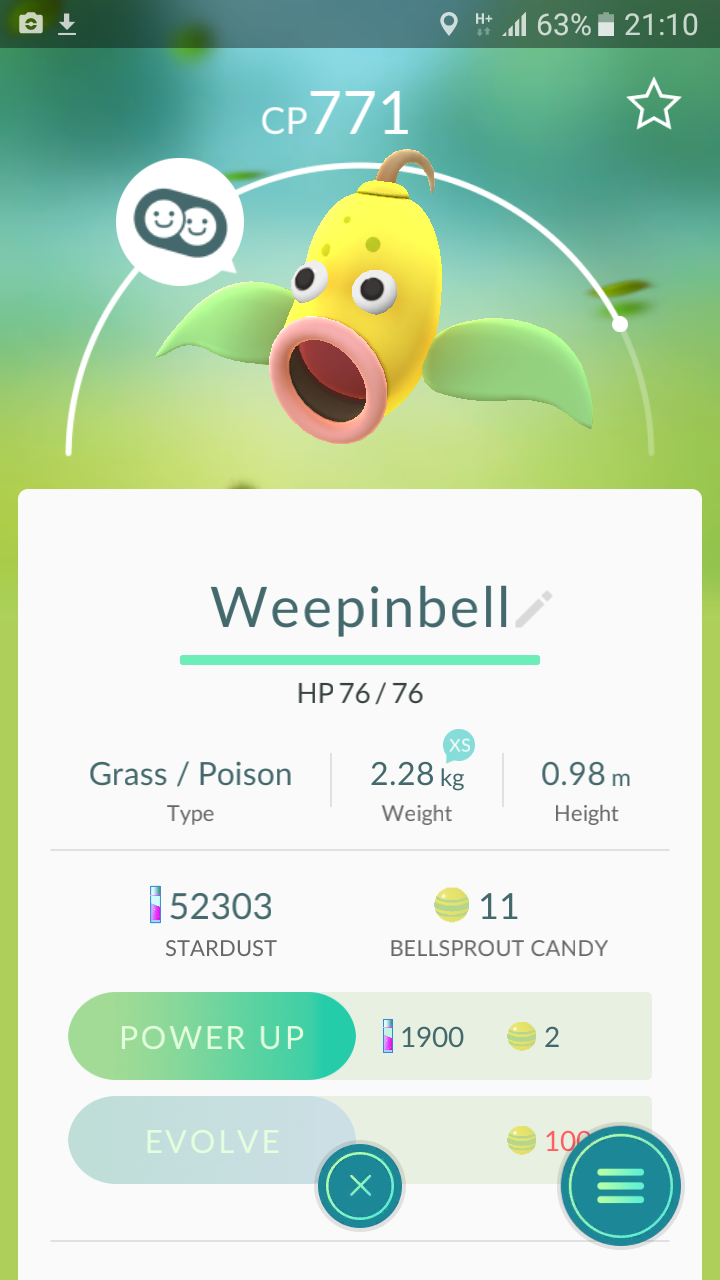 H+ 63% 21:10
CP771
Weepinbell
HP 76 / 76
XS
Grass / Poison 2.28 kg 0.98 m
Type Weight Height
52303 11
STARDUST BELLSPROUT CANDY
POWER UP 1900 2
EVOLVE 100